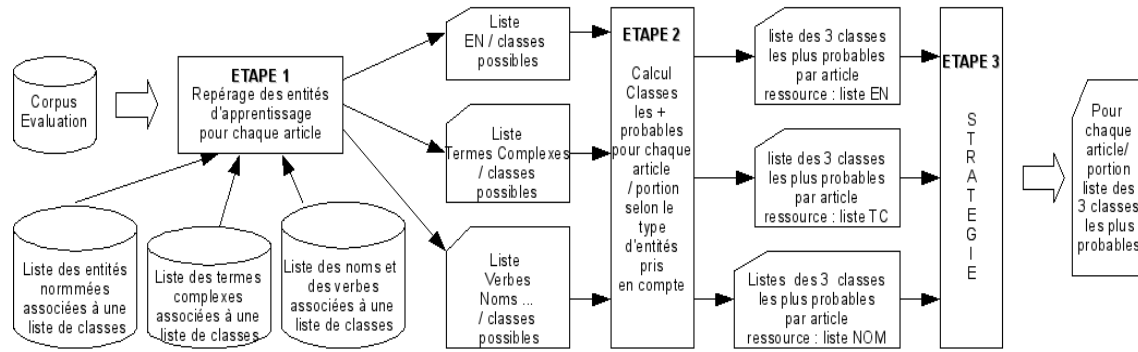 Corpus
Evaluation
ETAPE 1
Repérage des entités
d'apprentissage
pour chaque article
Liste des entités
normmées
associées à une
liste de classes
Liste des termes
complexes
associées à une
liste de classes
Liste des noms et
des verbes
associées à une
liste de classes
Liste
EN / classes
possibles
Liste
Termes Complexes
/ classes
possibles
Liste
Verbes
Noms ...
/ classes
possibles
ETAPE 2
Calcul
Classes
les +
probables
pour chaque
article
/ portion
selon le
type
d'entités
pris
en compte
liste des 3 classes
les plus probables
par article
ressource : liste EN
liste des 3 classes
les plus probables
par article
ressource : liste TC
Listes des 3 classes
les plus probables
par article
ressource : liste NOM
ETAPE 3
S
T
R
A
T
E
G
I
E
Pour
chaque
article/
portion
liste des
3 classes
les plus
probables